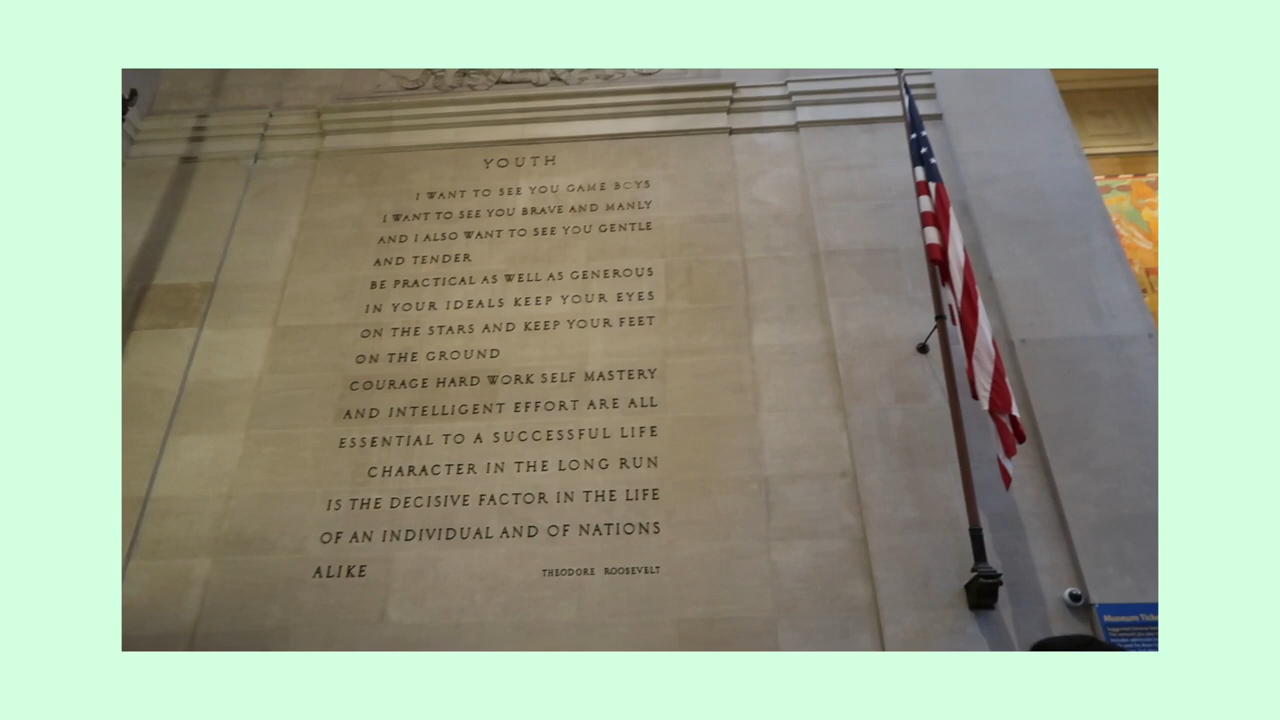 YOUTH
I WANT TO SEE YOU GAME BOYS
I WANT TO SEE YOU BRAVE AND MANLY
AND I ALSO WANT TO SEE YOU GENTLE
AND TENDER
BE PRACTICAL AS WELL AS GENEROUS
IN YOUR IDEALS KEEP YOUR EYES
ON THE STARS AND KEEP YOUR FEET
ON THE GROUND
COURAGE HARD WORK SELF MASTERY
AND INTELLIGENT EFFORT ARE ALL
ESSENTIAL TO A SUCCESSFUL LIFE
CHARACTER IN THE LONG RUN
IS THE DECISIVE FACTOR IN THE LIFE
OF AN INDIVIDUAL AND OF NATIONS
ALIKE THEODORE ROOSEVELT
Museum